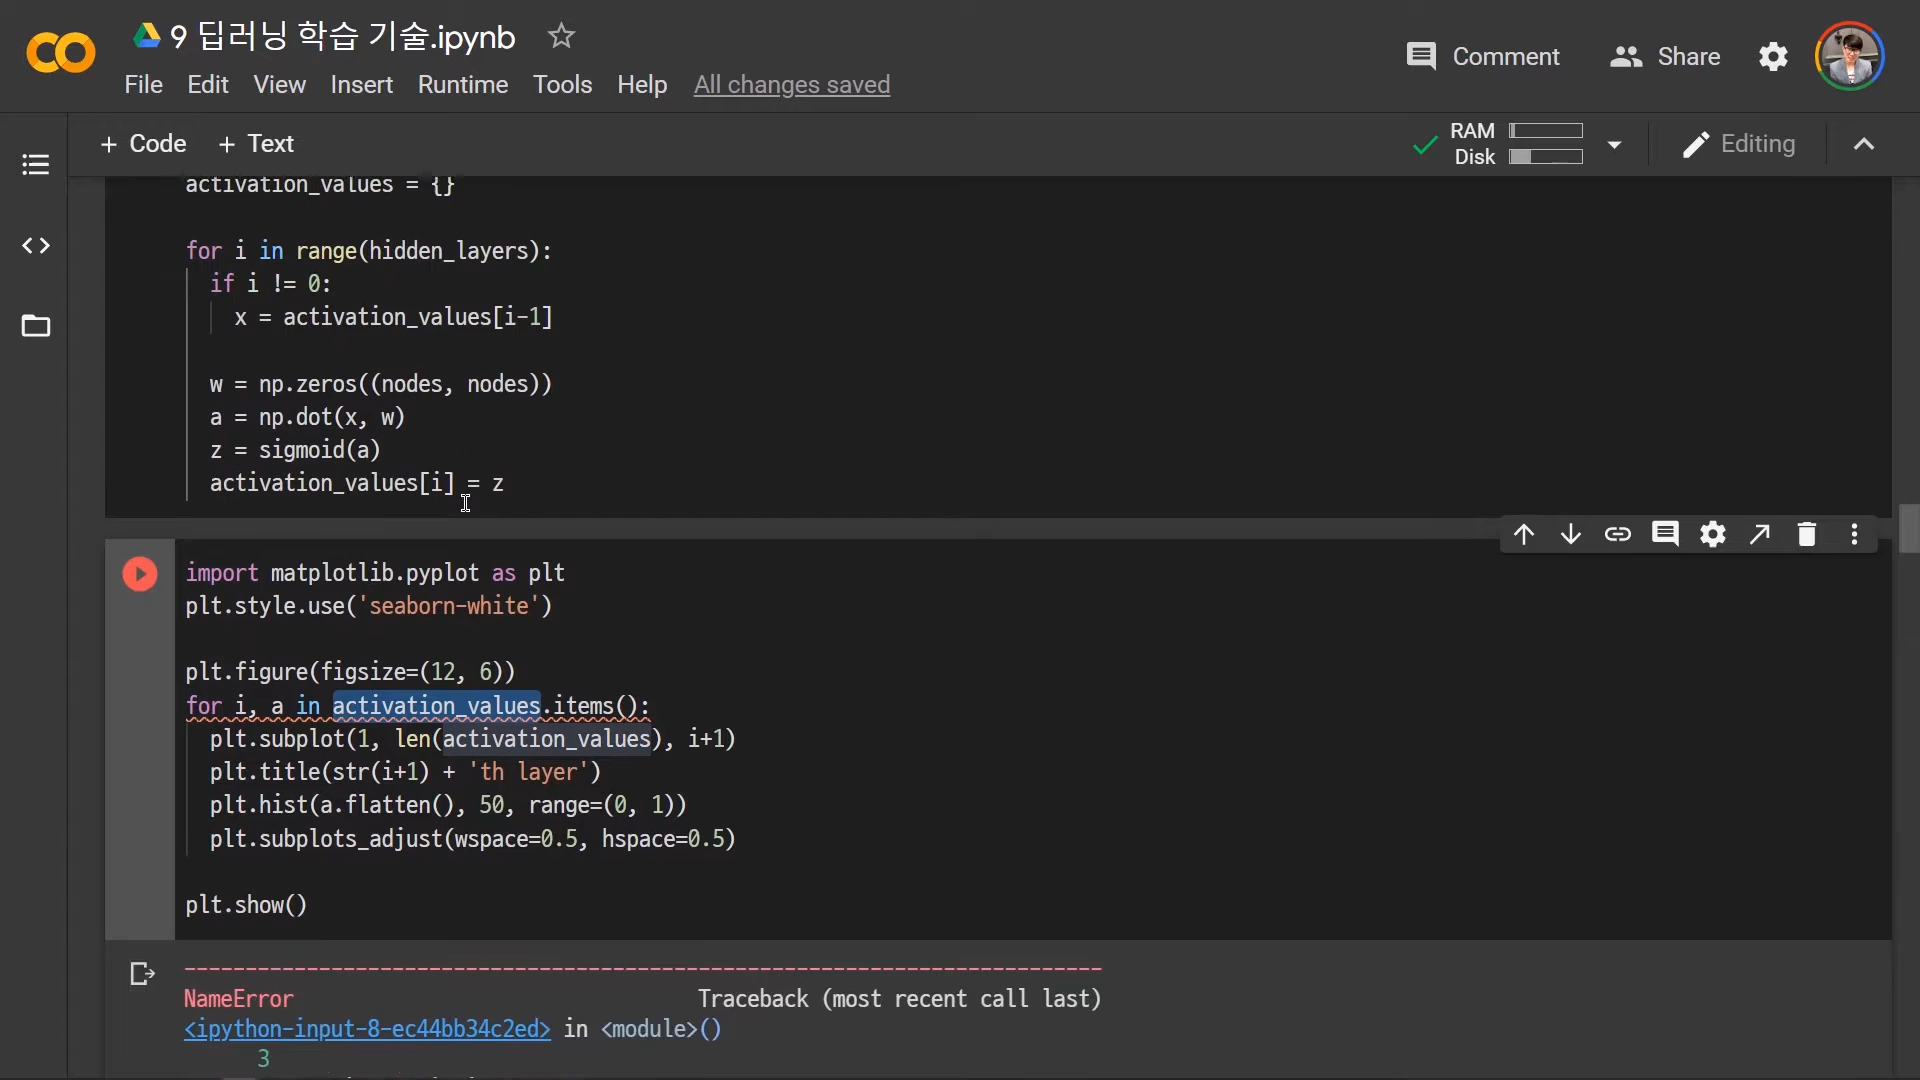 9 딥러닝 학습 기술.ipynb
Comment
Share
File Edit View Insert Runtime Tools Help All changes saved
+ Code + Text
RAM
Disk
Editing
activation_values = {}
for i in range(hidden_layers):
if i != 0:
x = activation_values[i-1]
w = np.zeros((nodes, nodes))
a = np.dot(x, w)
z = sigmoid(a)
activation_values[i] = z
import matplotlib.pyplot as plt
plt.style.use('seaborn-white')
plt.figure(figsize=(12, 6))
for i, a in activation_values.items():
plt.subplot(1, len(activation_values), i+1)
plt.title(str(i+1) + 'th layer')
plt.hist(a.flatten(), 50, range=(0, 1))
plt.subplots_adjust(wspace=0.5, hspace=0.5)
plt.show()
---------------------------------------------------------------------------
NameError Traceback (most recent call last)
<ipython-input-8-ec44bb34c2ed> in <module>()
3